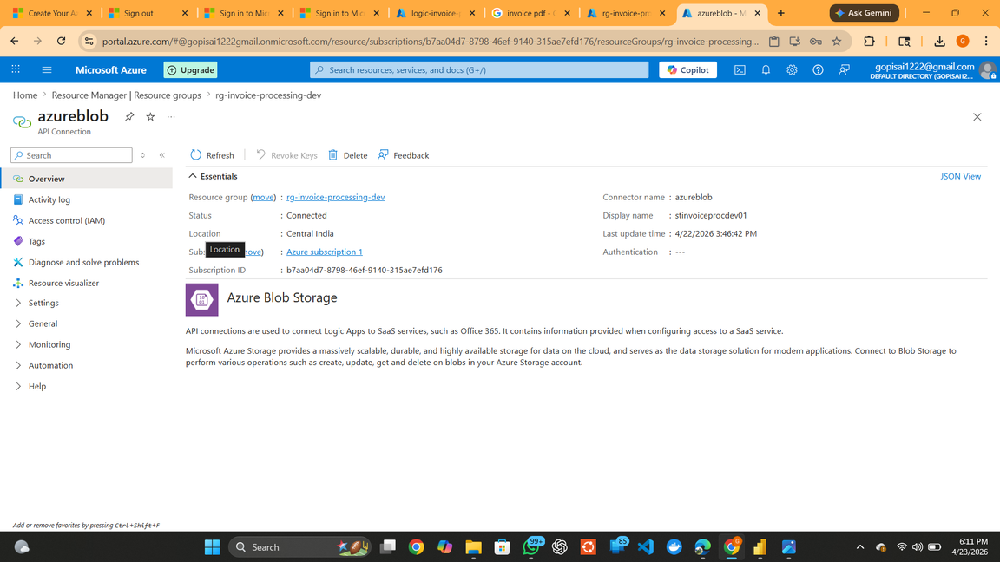 Create Your A
Sign out
Sign in to Mic
Sign in to Mic
logic-invoice-
invoice pdf - G
rg-invoice-pro
azureblob - M
Ask Gemini
portal.azure.com/#@gopisai1222gmail.onmicrosoft.com/resource/subscriptions/b7aa04d7-8798-46ef-9140-315ae7efd176/resourceGroups/rg-invoice-processing...
G
Microsoft Azure
Upgrade
Search resources, services, and docs (G+/)
Copilot
gopisai1222@gmail.com
DEFAULT DIRECTORY (GOPISAI12...
Home > Resource Manager | Resource groups > rg-invoice-processing-dev
azureblob
...
API Connection
Search
Refresh
Revoke Keys
Delete
Feedback
Overview
Activity log
Access control (IAM)
Tags
Diagnose and solve problems
Resource visualizer
Settings
General
Monitoring
Automation
Help
Essentials
JSON View
Resource group (move) : rg-invoice-processing-dev
Status : Connected
Location : Central India
Location
Subs ove) : Azure subscription 1
Subscription ID : b7aa04d7-8798-46ef-9140-315ae7efd176
Connector name : azureblob
Display name : stinvoiceprocdev01
Last update time : 4/22/2026 3:46:42 PM
Authentication : ---
Azure Blob Storage
API connections are used to connect Logic Apps to SaaS services, such as Office 365. It contains information provided when configuring access to a SaaS service.
Microsoft Azure Storage provides a massively scalable, durable, and highly available storage for data on the cloud, and serves as the data storage solution for modern applications. Connect to Blob Storage to
perform various operations such as create, update, get and delete on blobs in your Azure Storage account.
Add or remove favorites by pressing Ctrl+Shift+F
Search
99+
85
G
6:11 PM
4/23/2026